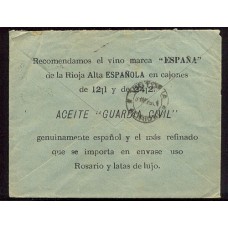 Recomendamos el vino marca "ESPAÑA"
de la Rioja Alta ESPAÑOLA en cajones
de 12|1 y de 24|2.
ACEITE "GUARDIA CIVIL"
genuinamente español y el más refinado
que se importa en envase uso
Rosario y latas de lujo.